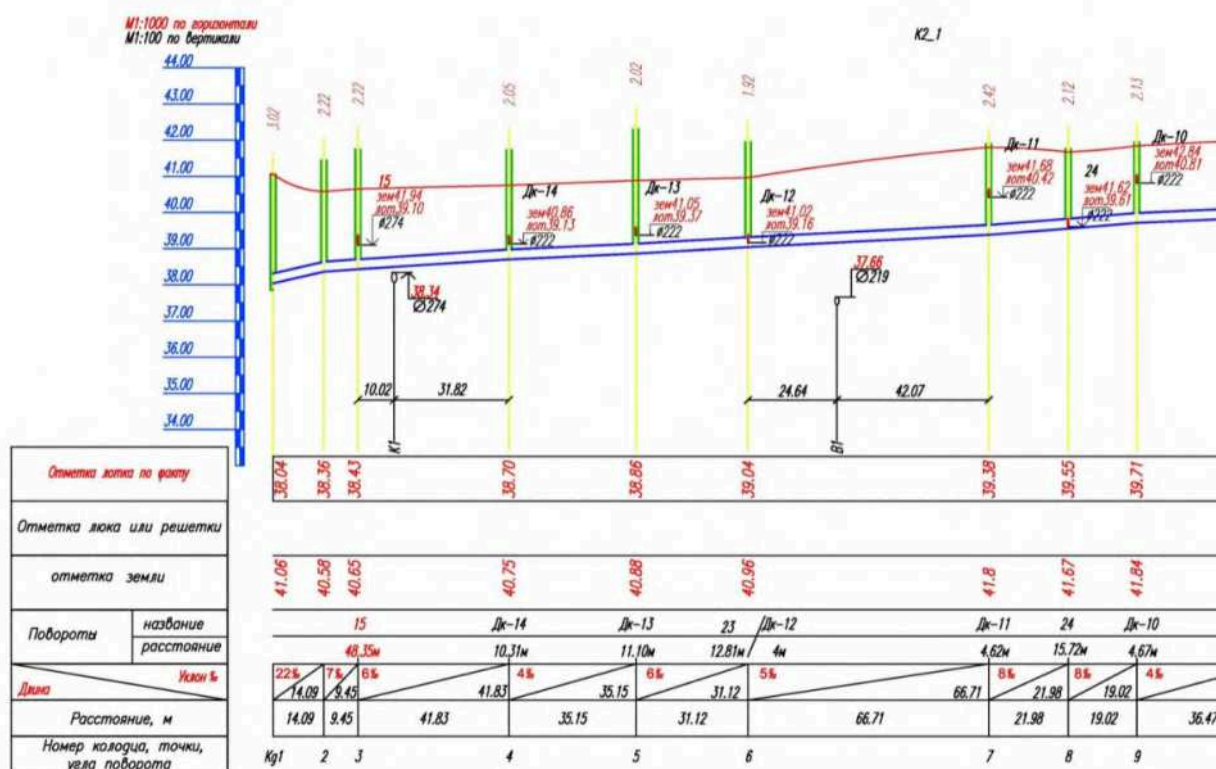 М1:1000 по горизонтали
М1:100 по вертикали
К2_1
44.00
43.00
42.00
41.00
40.00
39.00
38.00
37.00
36.00
35.00
34.00
3.02
2.22
2.22
2.05
2.02
1.92
2.42
2.12
2.13
15
зем41.94
лот39.10
Ø274
Дк-14
зем40.86
лот39.13
Ø222
Дк-13
зем41.05
лот39.37
Ø222
Дк-12
зем41.02
лот39.16
Ø222
Дк-11
зем41.68
лот40.42
Ø222
24
зем41.62
лот39.61
Ø222
Дк-10
зем42.84
лот40.81
Ø222
38.34
Ø274
37.66
Ø219
10.02 31.82 24.64 42.07
К1 В1
Отметка лотка по факту
38.04 38.36 38.43 38.70 38.86 39.04 39.38 39.55 39.71
Отметка люка или решетки
отметка земли
41.06 40.58 40.65 40.75 40.88 40.96 41.8 41.67 41.84
Повороты
название
15 Дк-14 Дк-13 23 Дк-12 Дк-11 24 Дк-10
расстояние
48.35м 10.31м 11.10м 12.81м 4м 4.62м 15.72м 4.67м
Уклон ‰
22‰ 7‰ 6‰ 4‰ 6‰ 5‰ 8‰ 8‰ 4‰
Длина
14.09 9.45 41.83 35.15 31.12 66.71 21.98 19.02
Расстояние, м
14.09 9.45 41.83 35.15 31.12 66.71 21.98 19.02 36.47
Номер колодца, точки,
угла поворота
Кg1 2 3 4 5 6 7 8 9